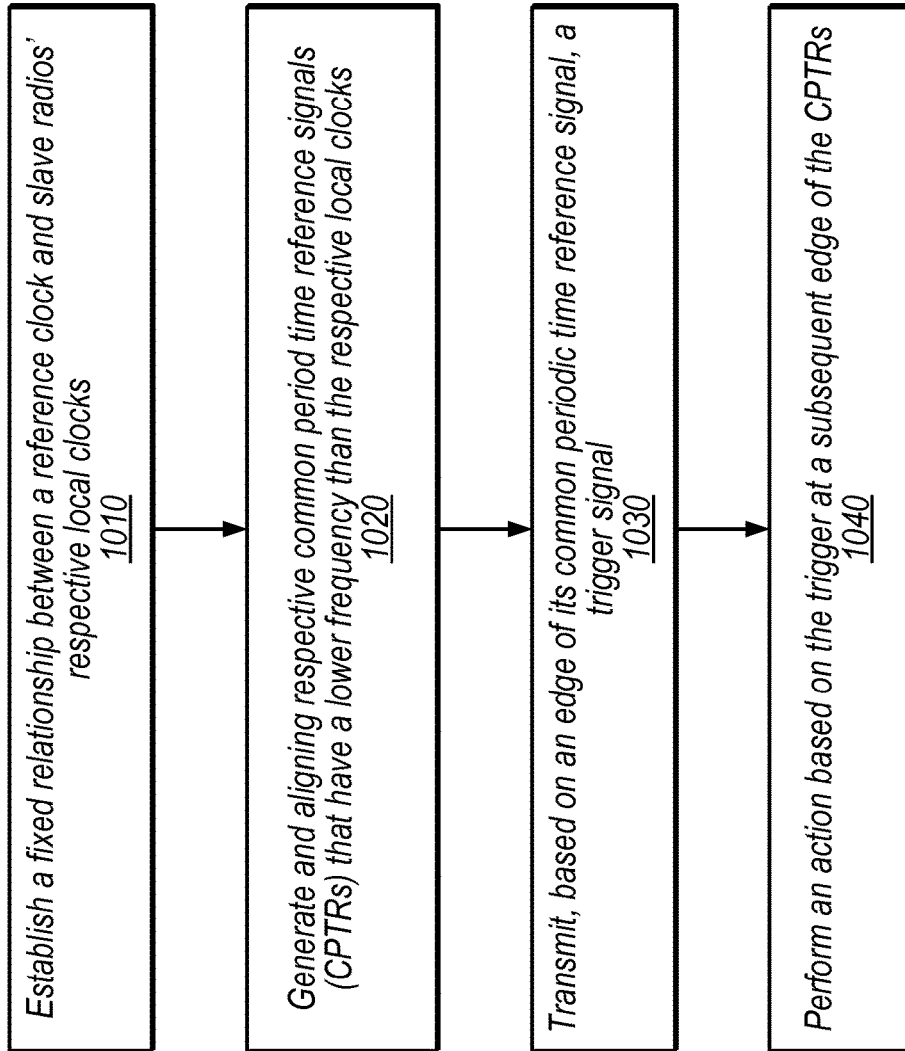 Establish a fixed relationship between a reference clock and slave radios'
respective local clocks
1010
Generate and aligning respective common period time reference signals
(CPTRs) that have a lower frequency than the respective local clocks
1020
Transmit, based on an edge of its common periodic time reference signal, a
trigger signal
1030
Perform an action based on the trigger at a subsequent edge of the CPTRs
1040